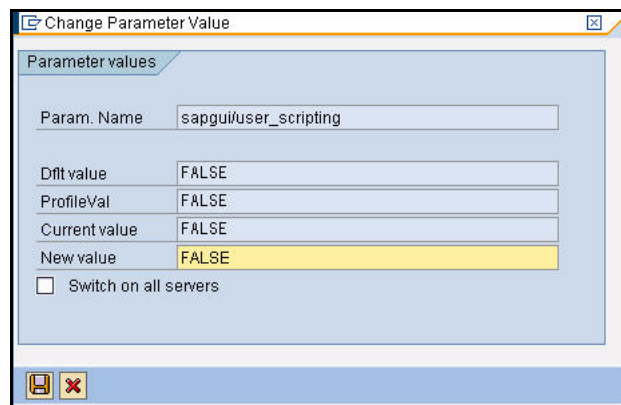 Change Parameter Value
Parameter values
Param. Name sapgui/user_scripting
Dflt value FALSE
ProfileVal FALSE
Current value FALSE
New value FALSE
Switch on all servers